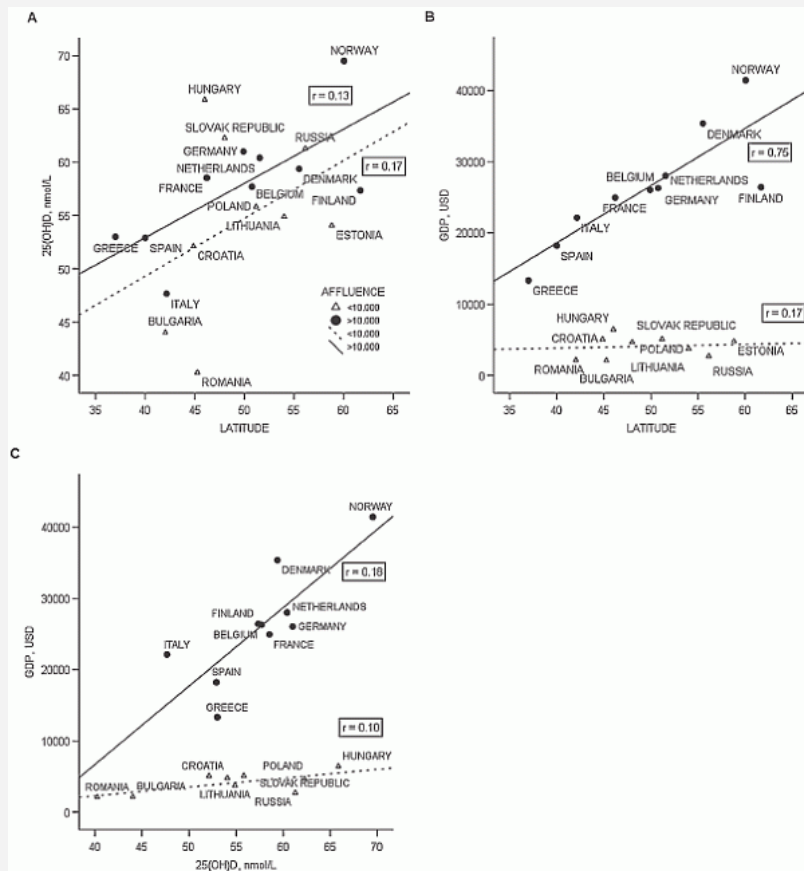 A
70
65
60
55
50
45
40
25(OH)D, nmol/L
NORWAY
HUNGARY
r = 0.13
SLOVAK REPUBLIC
RUSSIA
GERMANY
NETHERLANDS
r = 0.17
FRANCE
BELGIUM
DENMARK
FINLAND
POLAND
LITHUANIA
ESTONIA
GREECE
SPAIN
CROATIA
ITALY
BULGARIA
ROMANIA
AFFLUENCE
<10.000
>10.000
<10.000
>10.000
35 40 45 50 55 60 65
LATITUDE
B
40000
30000
20000
10000
0
GDP, USD
NORWAY
DENMARK
r = 0.75
BELGIUM
NETHERLANDS
FRANCE
GERMANY
FINLAND
ITALY
SPAIN
GREECE
r = 0.17
HUNGARY
SLOVAK REPUBLIC
CROATIA
POLAND
ESTONIA
ROMANIA
LITHUANIA
RUSSIA
BULGARIA
35 40 45 50 55 60 65
LATITUDE
C
40000
30000
20000
10000
0
GDP, USD
NORWAY
DENMARK
r = 0.16
FINLAND
NETHERLANDS
BELGIUM
GERMANY
ITALY
FRANCE
SPAIN
GREECE
r = 0.10
CROATIA
POLAND
HUNGARY
ROMANIA
BULGARIA
SLOVAK REPUBLIC
LITHUANIA
RUSSIA
40 45 50 55 60 65 70
25(OH)D, nmol/L